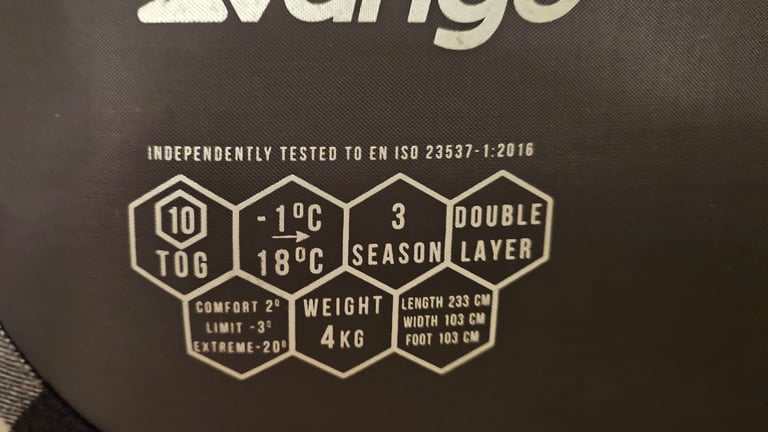 vango
INDEPENDENTLY TESTED TO EN ISO 23537-1:2016
10
TOG
-1°C
→
18°C
3
SEASON
DOUBLE
LAYER
COMFORT 2°
LIMIT -3°
EXTREME-20°
WEIGHT
4KG
LENGTH 233 CM
WIDTH 103 CM
FOOT 103 CM